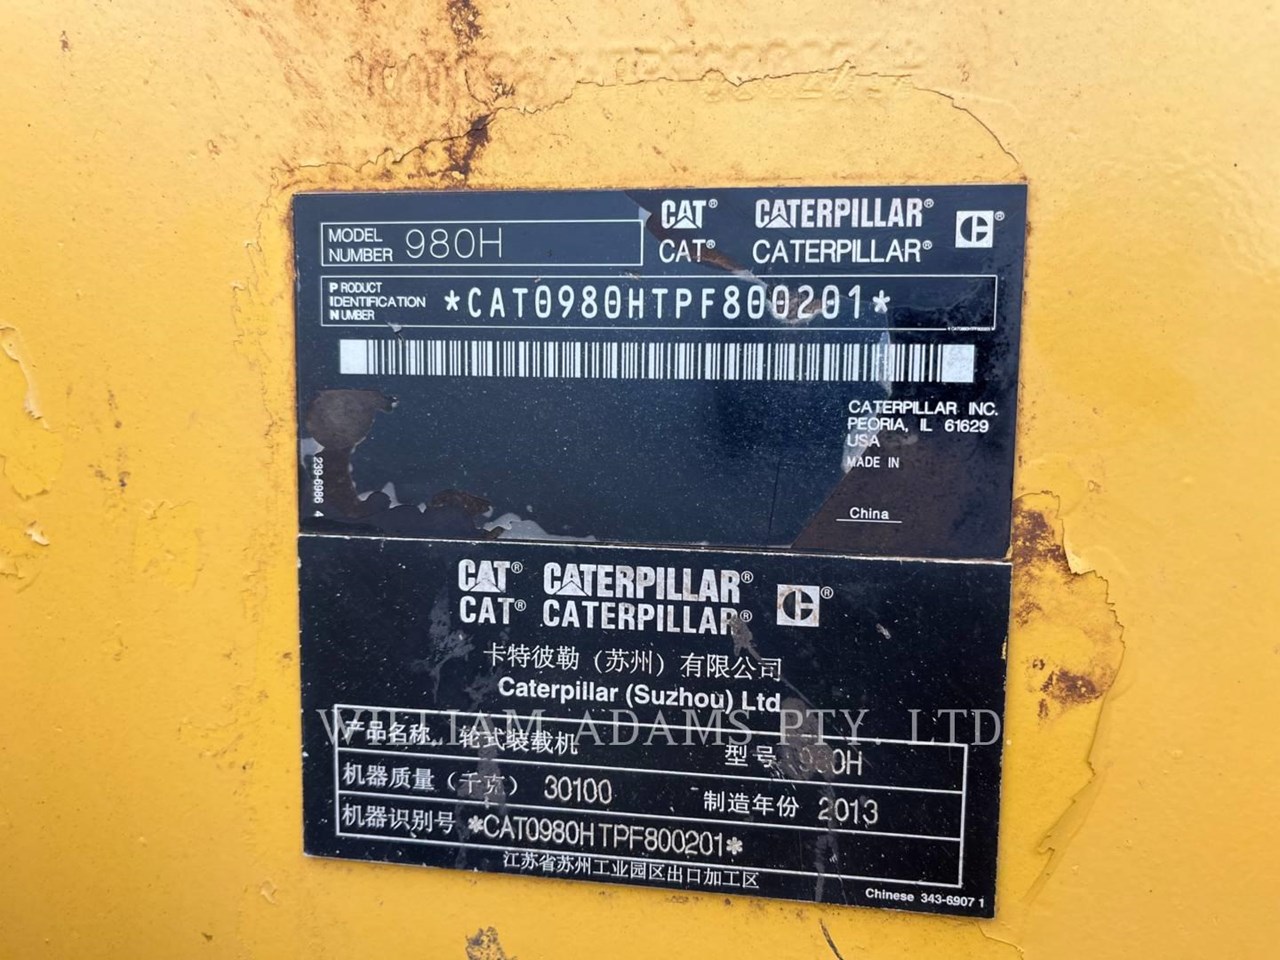 CAT® CATERPILLAR®
CAT® CATERPILLAR®
MODEL NUMBER 980H
PRODUCT IDENTIFICATION NUMBER *CAT0980HTPF800201*
*CAT0980HTPF800201*
CATERPILLAR INC.
PEORIA, IL 61629
USA
MADE IN
China
239-6986 4
CAT® CATERPILLAR®
CAT® CATERPILLAR®
卡特彼勒（苏州）有限公司
Caterpillar (Suzhou) Ltd
WILLIAM ADAMS PTY. LTD
产品名称 轮式装载机 型号 980H
机器质量（千克） 30100 制造年份 2013
机器识别号 *CAT0980HTPF800201*
江苏省苏州工业园区出口加工区
Chinese 343-6907 1